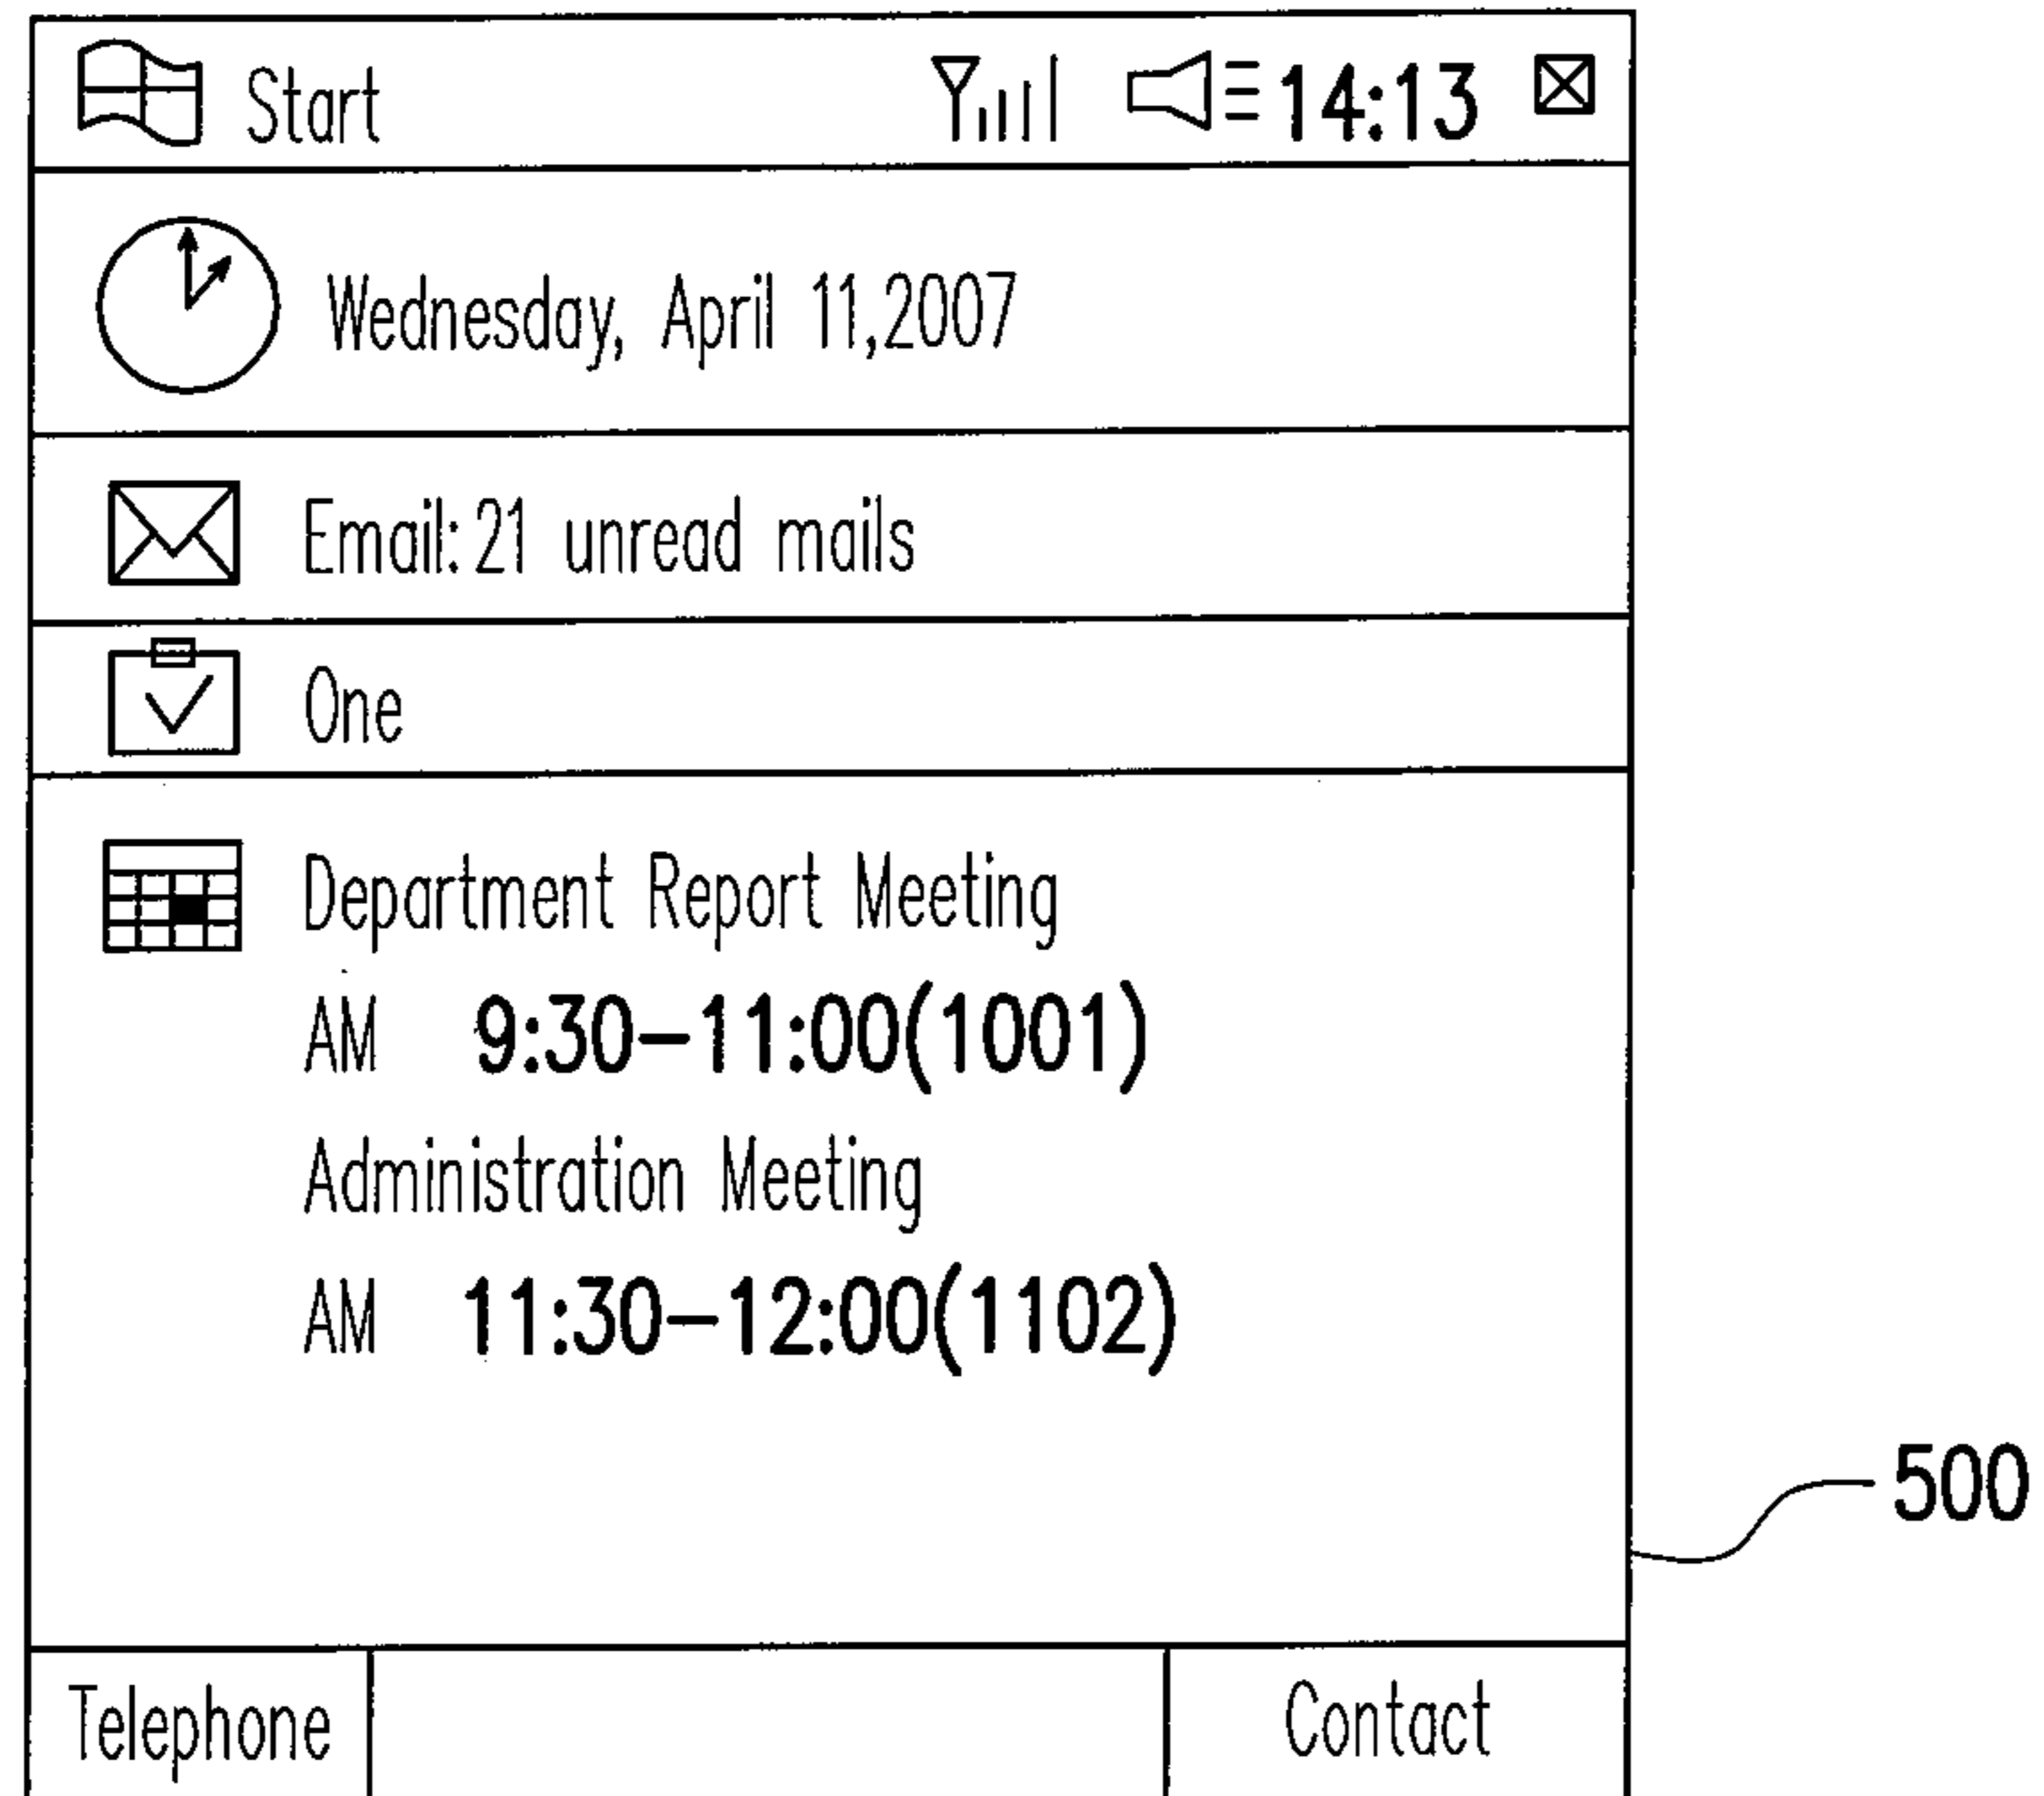 Start 14:13
Wednesday, April 11,2007
Email: 21 unread mails
One
Department Report Meeting
AM 9:30-11:00(1001)
Administration Meeting
AM 11:30-12:00(1102)
500
Telephone Contact